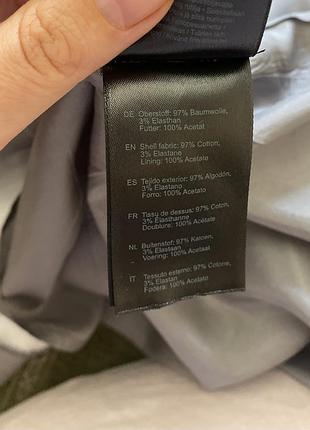 DE Oberstoff: 97% Baumwolle,
3% Elasthan
Futter: 100% Acetat
EN Shell fabric: 97% Cotton,
3% Elastane
Lining: 100% Acetat
ES Tejido exterior: 97% Algodón,
3% Elastano
Forro: 100% Acetato
FR Tissu de dessus: 97% Coton,
3% Elasthanne
Doublure: 100% Acétate
NL Buitenstof: 97% Katoen,
3% Elastaan
Voering: 100% Acetaat
IT Tessuto esterno: 97% Cotone,
3% Elastan
Fodera: 100% Acetato